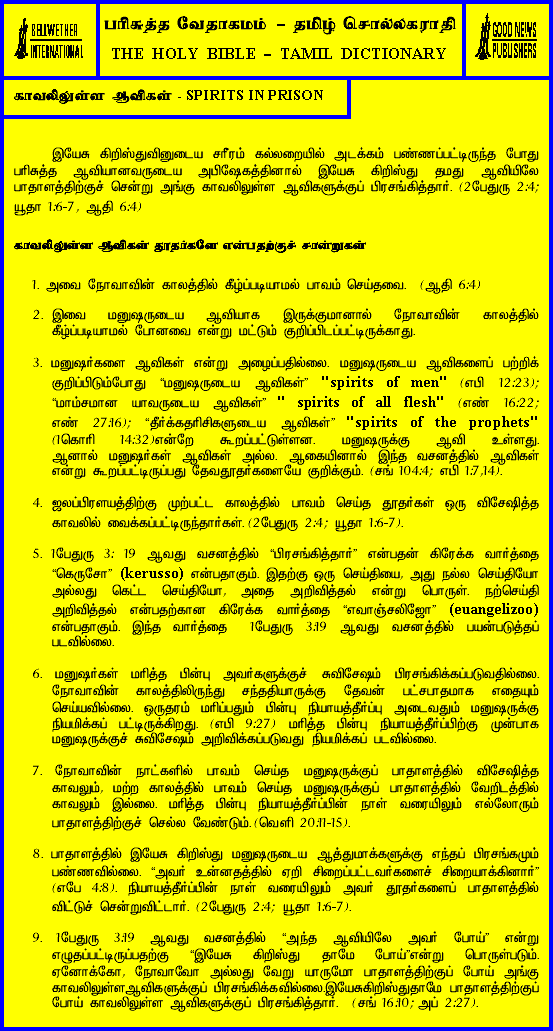 BELLWETHER
INTERNATIONAL
பரிசுத்த வேதாகமம் – தமிழ் சொல்லகராதி
THE HOLY BIBLE – TAMIL DICTIONARY
GOOD NEWS
PUBLISHERS
காவலிலுள்ள ஆவிகள் - SPIRITS IN PRISON
இயேசு கிறிஸ்துவினுடைய சரீரம் கல்லறையில் அடக்கம் பண்ணப்பட்டிருந்த போது
பரிசுத்த ஆவியானவருடைய அபிஷேகத்தினால் இயேசு கிறிஸ்து தமது ஆவியிலே
பாதாளத்திற்குச் சென்று அங்கு காவலிலுள்ள ஆவிகளுக்குப் பிரசங்கித்தார். (2பேதுரு 2:4;
யூதா 1:6-7 , ஆதி 6:4)
காவலிலுள்ள ஆவிகள் தூதர்களே என்பதற்குச் சான்றுகள்
1. அவை நோவாவின் காலத்தில் கீழ்ப்படியாமல் பாவம் செய்தவை. (ஆதி 6:4)
2. இவை மனுஷருடைய ஆவியாக இருக்குமானால் நோவாவின் காலத்தில்
கீழ்ப்படியாமல் போனவை என்று மட்டும் குறிப்பிடப்பட்டிருக்காது.
3. மனுஷர்களை ஆவிகள் என்று அழைப்பதில்லை. மனுஷருடைய ஆவிகளைப் பற்றிக்
குறிப்பிடும்போது “மனுஷருடைய ஆவிகள்” "spirits of men" (எபி 12:23);
“மாம்சமான யாவருடைய ஆவிகள்” " spirits of all flesh" (எண் 16:22;
எண் 27:16); “தீர்க்கதரிசிகளுடைய ஆவிகள்” "spirits of the prophets"
(1கொரி 14:32)என்றே கூறப்பட்டுள்ளன. மனுஷருக்கு ஆவி உள்ளது.
ஆனால் மனுஷர்கள் ஆவிகள் அல்ல. ஆகையினால் இந்த வசனத்தில் ஆவிகள்
என்று கூறப்பட்டிருப்பது தேவதூதர்களையே குறிக்கும். (சங் 104:4; எபி 1:7,14).
4. ஜலப்பிரளயத்திற்கு முற்பட்ட காலத்தில் பாவம் செய்த தூதர்கள் ஒரு விசேஷித்த
காவலில் வைக்கப்பட்டிருந்தார்கள். (2பேதுரு 2:4; யூதா 1:6-7).
5. 1பேதுரு 3: 19 ஆவது வசனத்தில் “பிரசங்கித்தார்” என்பதன் கிரேக்க வார்த்தை
“கெருசோ” (kerusso) என்பதாகும். இதற்கு ஒரு செய்தியை, அது நல்ல செய்தியோ
அல்லது கெட்ட செய்தியோ, அதை அறிவித்தல் என்று பொருள். நற்செய்தி
அறிவித்தல் என்பதற்கான கிரேக்க வார்த்தை “எவாஞ்சலிஜோ” (euangelizoo)
என்பதாகும். இந்த வார்த்தை 1பேதுரு 3:19 ஆவது வசனத்தில் பயன்படுத்தப்
படவில்லை.
6. மனுஷர்கள் மரித்த பின்பு அவர்களுக்குச் சுவிசேஷம் பிரசங்கிக்கப்படுவதில்லை.
நோவாவின் காலத்திலிருந்து சந்ததியாருக்கு தேவன் பட்சபாதமாக எதையும்
செய்யவில்லை. ஒருதரம் மரிப்பதும் பின்பு நியாயத்தீர்ப்பு அடைவதும் மனுஷருக்கு
நியமிக்கப் பட்டிருக்கிறது. (எபி 9:27) மரித்த பின்பு நியாயத்தீர்ப்பிற்கு முன்பாக
மனுஷருக்குச் சுவிசேஷம் அறிவிக்கப்படுவது நியமிக்கப் படவில்லை.
7. நோவாவின் நாட்களில் பாவம் செய்த மனுஷருக்குப் பாதாளத்தில் விசேஷித்த
காவலும், மற்ற காலத்தில் பாவம் செய்த மனுஷருக்குப் பாதாளத்தில் வேறிடத்தில்
காவலும் இல்லை. மரித்த பின்பு நியாயத்தீர்ப்பின் நாள் வரையிலும் எல்லோரும்
பாதாளத்திற்குச் செல்ல வேண்டும். (வெளி 20:11-15).
8. பாதாளத்தில் இயேசு கிறிஸ்து மனுஷருடைய ஆத்துமாக்களுக்கு எந்தப் பிரசங்கமும்
பண்ணவில்லை. “அவர் உன்னதத்தில் ஏறி சிறைப்பட்டவர்களைச் சிறையாக்கினார்”
(எபே 4:8). நியாயத்தீர்ப்பின் நாள் வரையிலும் அவர் தூதர்களைப் பாதாளத்தில்
விட்டுச் சென்றுவிட்டார். (2பேதுரு 2:4; யூதா 1:6-7).
9. 1பேதுரு 3:19 ஆவது வசனத்தில் “அந்த ஆவியிலே அவர் போய்” என்று
எழுதப்பட்டிருப்பதற்கு “இயேசு கிறிஸ்து தாமே போய்”என்று பொருள்படும்.
ஏனோக்கோ, நோவாவோ அல்லது வேறு யாருமோ பாதாளத்திற்குப் போய் அங்கு
காவலிலுள்ளஆவிகளுக்குப் பிரசங்கிக்கவில்லை.இயேசுகிறிஸ்துதாமே பாதாளத்திற்குப்
போய் காவலிலுள்ள ஆவிகளுக்குப் பிரசங்கித்தார். (சங் 16:10; அப் 2:27).